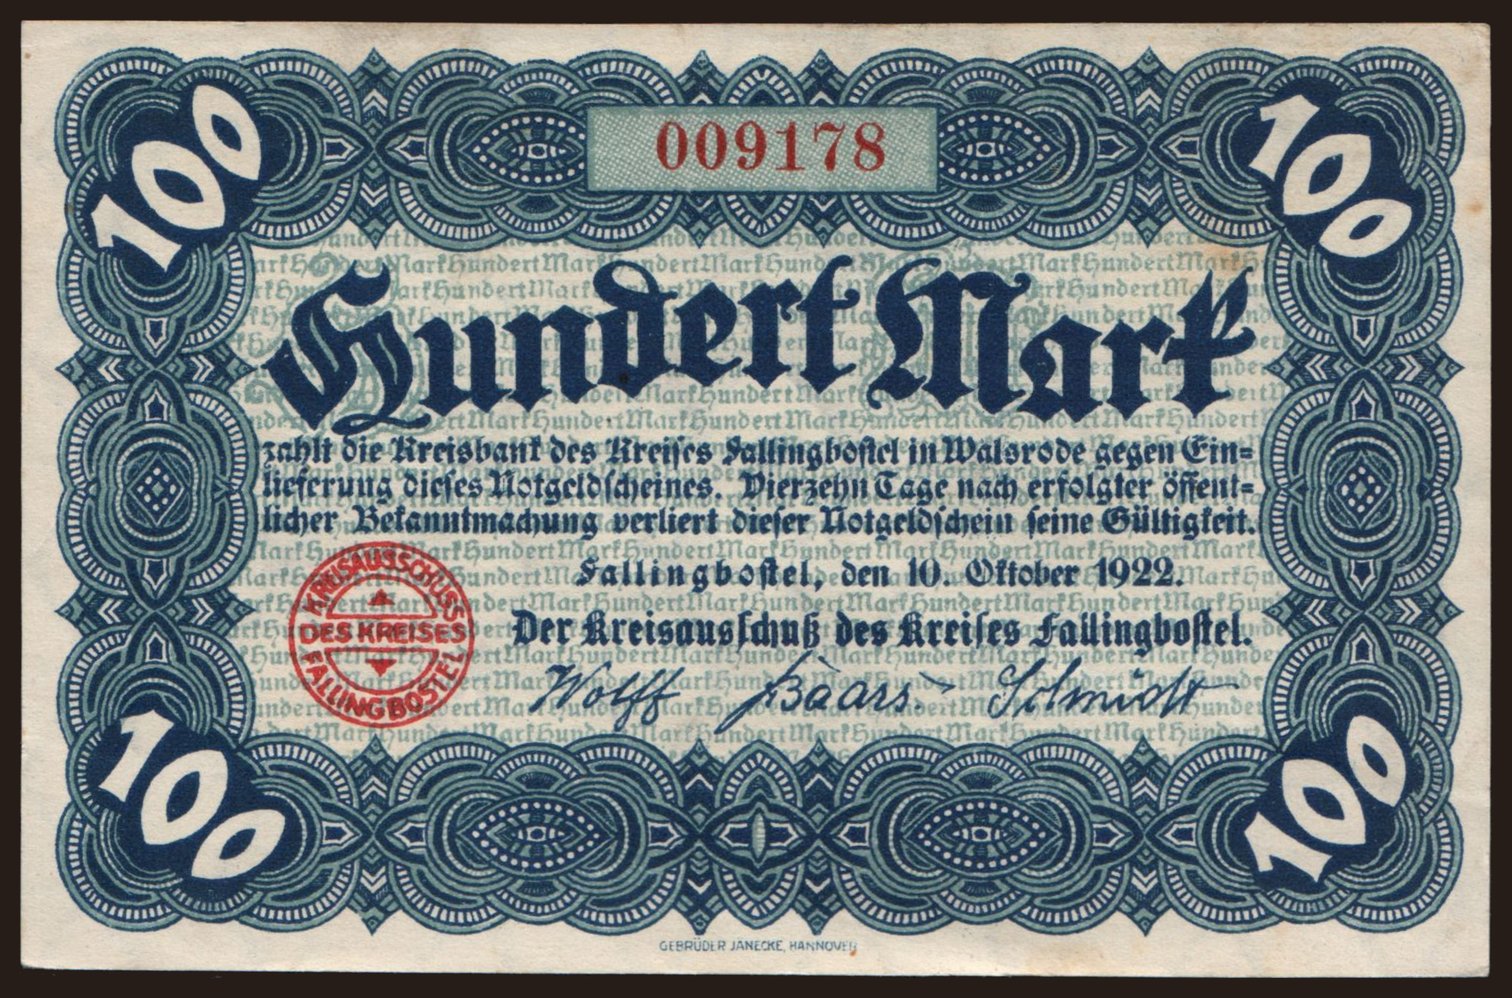 100
009178
100
Hundert Mark
zahlt die Kreisbank des Kreises Fallingbostel in Walsrode gegen Ein=
lieferung dieses Notgeldscheines. Vierzehn Tage nach erfolgter öffent=
licher Bekanntmachung verliert dieser Notgeldschein seine Gültigkeit.
Fallingbostel, den 10. Oktober 1922.
Der Kreisausschuß des Kreises Fallingbostel.
KREISAUSSCHUSS
DES KREISES
FALLINGBOSTEL
Wolff Baars Schmidt
100
100
GEBRÜDER JÄNECKE, HANNOVER